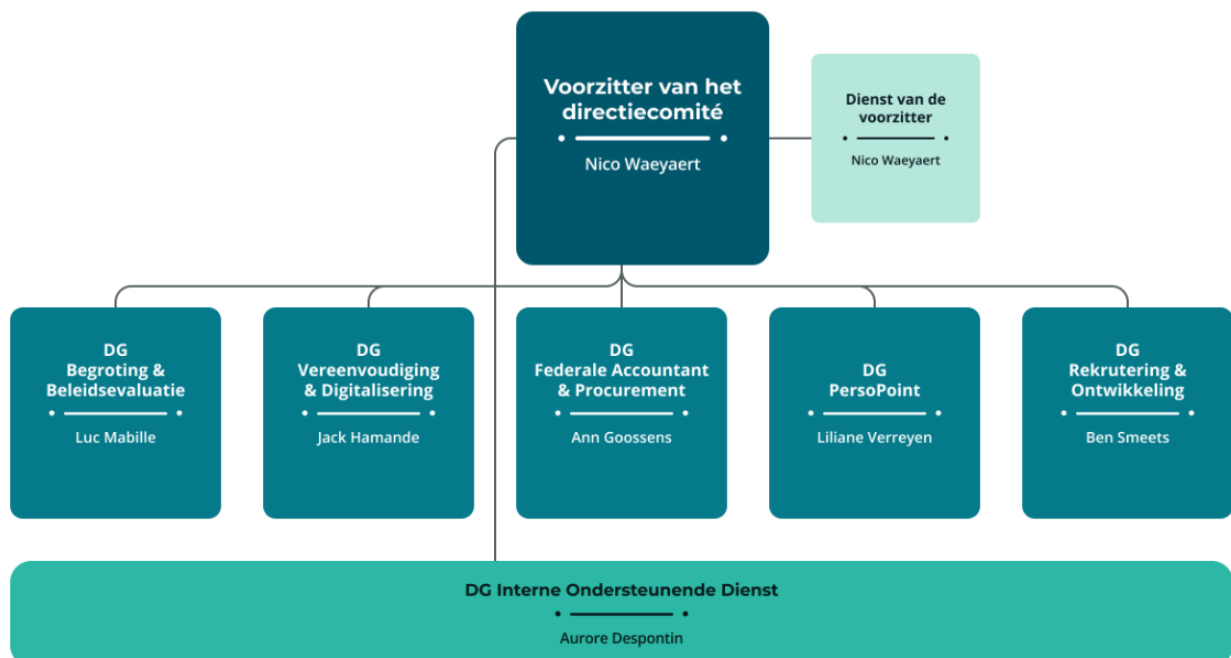 Voorzitter van het
directiecomité
Nico Waeyaert
Dienst van de
voorzitter
Nico Waeyaert
DG
Begroting &
Beleidsevaluatie
Luc Mabille
DG
Vereenvoudiging
& Digitalisering
Jack Hamande
DG
Federale Accountant
& Procurement
Ann Goossens
DG
PersoPoint
Liliane Verreyen
DG
Rekrutering &
Ontwikkeling
Ben Smeets
DG Interne Ondersteunende Dienst
Aurore Despontin